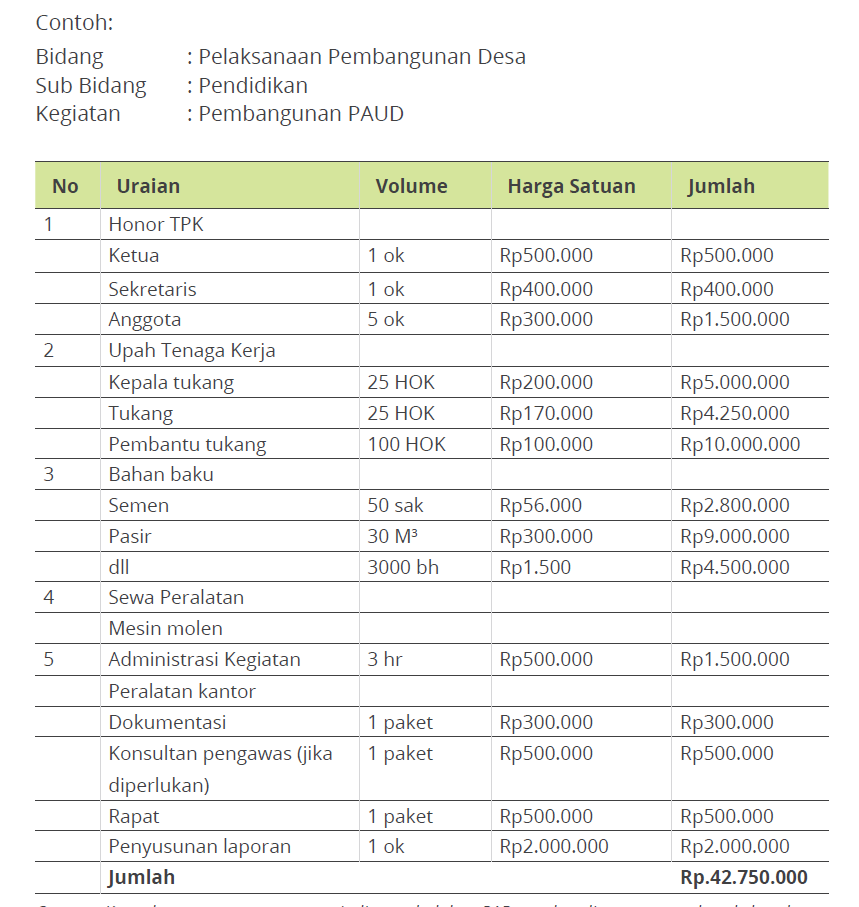 Contoh:
Bidang : Pelaksanaan Pembangunan Desa
Sub Bidang : Pendidikan
Kegiatan : Pembangunan PAUD
No Uraian Volume Harga Satuan Jumlah
1 Honor TPK
Ketua 1 ok Rp500.000 Rp500.000
Sekretaris 1 ok Rp400.000 Rp400.000
Anggota 5 ok Rp300.000 Rp1.500.000
2 Upah Tenaga Kerja
Kepala tukang 25 HOK Rp200.000 Rp5.000.000
Tukang 25 HOK Rp170.000 Rp4.250.000
Pembantu tukang 100 HOK Rp100.000 Rp10.000.000
3 Bahan baku
Semen 50 sak Rp56.000 Rp2.800.000
Pasir 30 M³ Rp300.000 Rp9.000.000
dll 3000 bh Rp1.500 Rp4.500.000
4 Sewa Peralatan
Mesin molen
5 Administrasi Kegiatan 3 hr Rp500.000 Rp1.500.000
Peralatan kantor
Dokumentasi 1 paket Rp300.000 Rp300.000
Konsultan pengawas (jika 1 paket Rp500.000 Rp500.000
diperlukan)
Rapat 1 paket Rp500.000 Rp500.000
Penyusunan laporan 1 ok Rp2.000.000 Rp2.000.000
Jumlah Rp.42.750.000